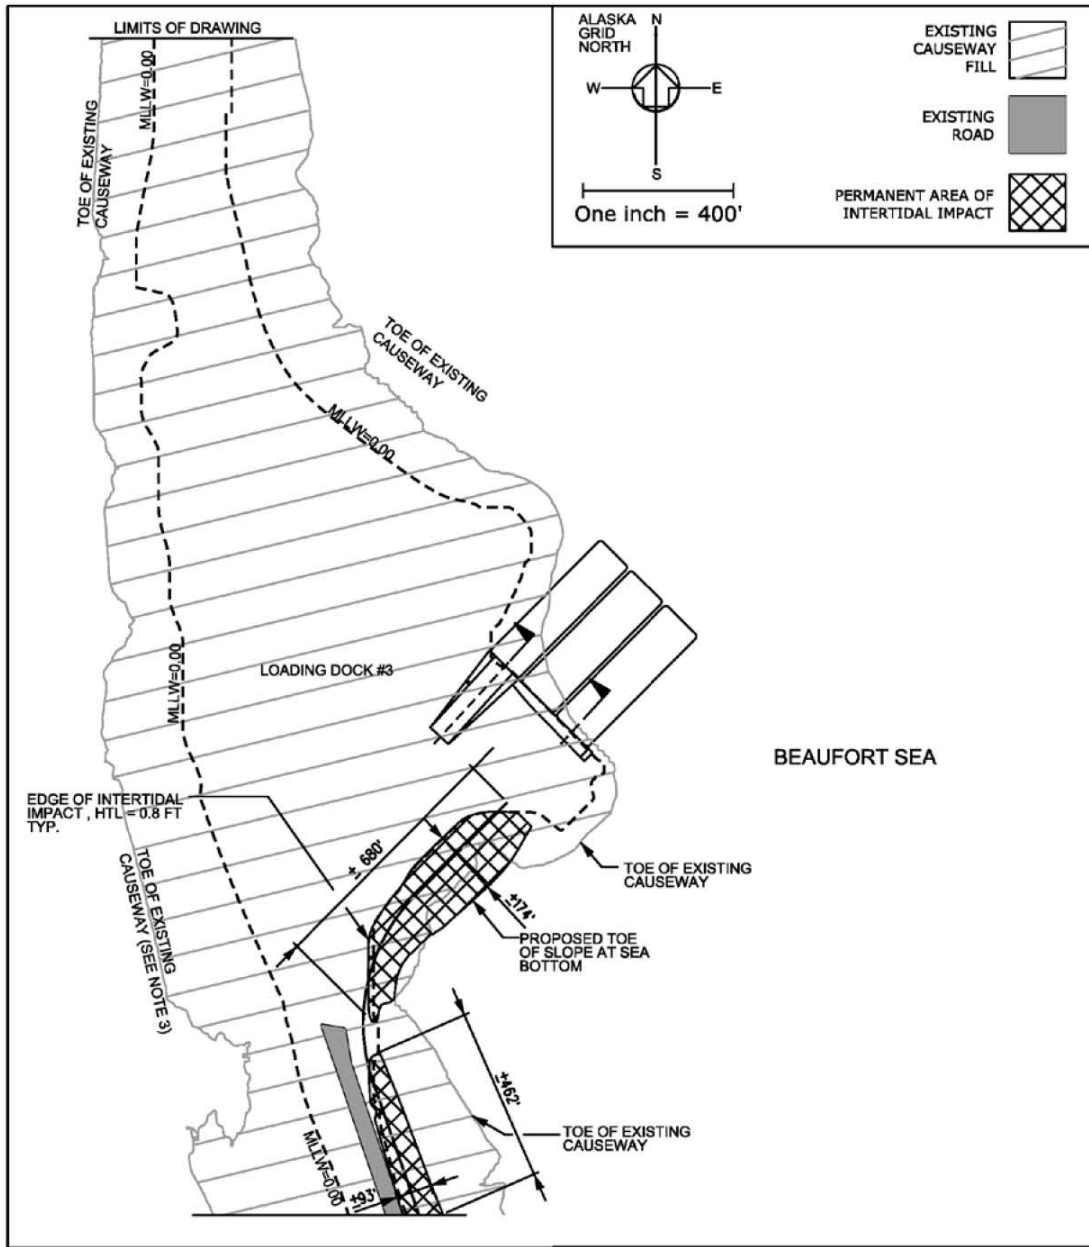 LIMITS OF DRAWING
ALASKA
GRID
NORTH
N
W
E
S
One inch = 400'
EXISTING
CAUSEWAY
FILL
EXISTING
ROAD
PERMANENT AREA OF
INTERTIDAL IMPACT
MLLW=0.00
TOE OF EXISTING
CAUSEWAY
TOE OF EXISTING
CAUSEWAY
MLLW=0.00
MLLW=0.00
LOADING DOCK #3
BEAUFORT SEA
EDGE OF INTERTIDAL
IMPACT , HTL = 0.8 FT
TYP.
± 680'
TOE OF EXISTING
CAUSEWAY
±174'
PROPOSED TOE
OF SLOPE AT SEA
BOTTOM
TOE OF EXISTING
CAUSEWAY (SEE NOTE 3)
±462'
TOE OF EXISTING
CAUSEWAY
MLLW=0.00
±93'